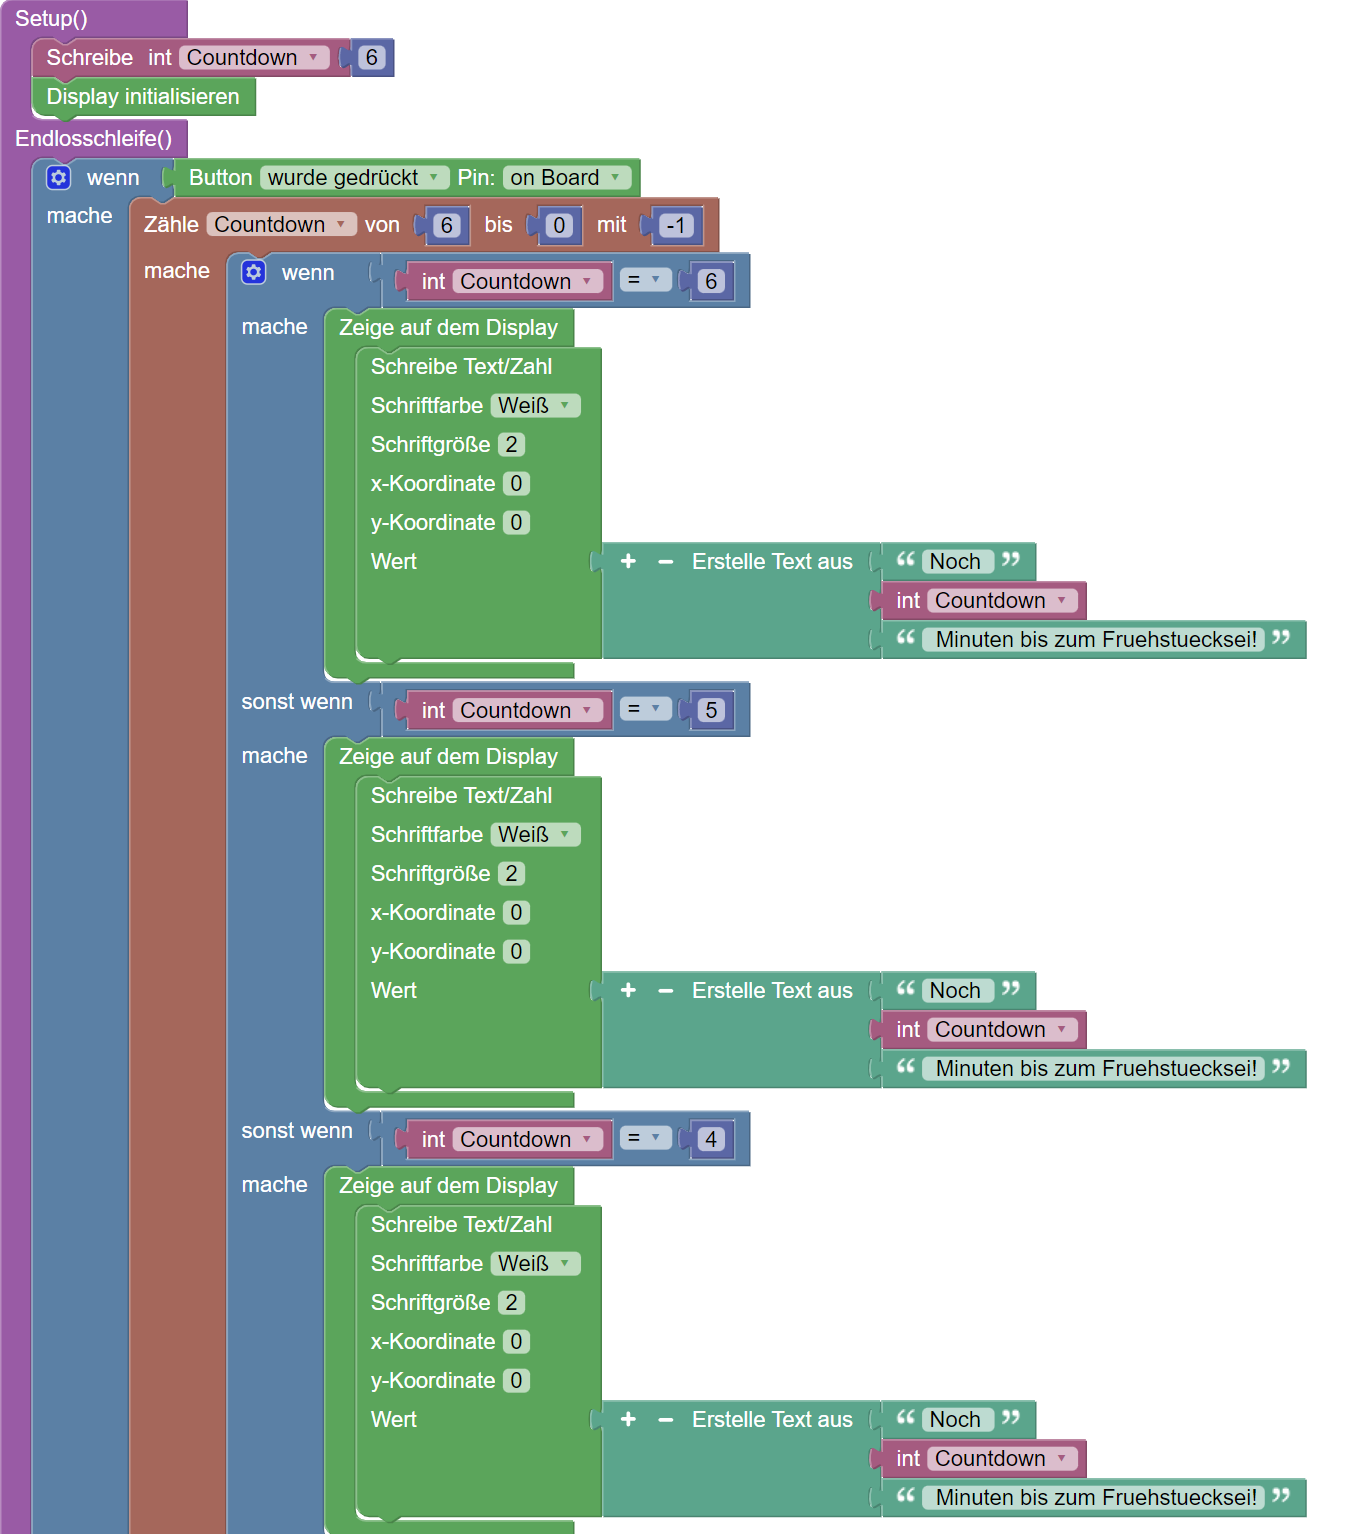 Setup()
Schreibe int Countdown 6
Display initialisieren
Endlosschleife()
wenn Button wurde gedrückt Pin: on Board
mache Zähle Countdown von 6 bis 0 mit -1
mache wenn int Countdown = 6
mache Zeige auf dem Display
Schreibe Text/Zahl
Schriftfarbe Weiß
Schriftgröße 2
x-Koordinate 0
y-Koordinate 0
Wert + − Erstelle Text aus “ Noch ”
int Countdown
“ Minuten bis zum Fruehstuecksei! ”
sonst wenn int Countdown = 5
mache Zeige auf dem Display
Schreibe Text/Zahl
Schriftfarbe Weiß
Schriftgröße 2
x-Koordinate 0
y-Koordinate 0
Wert + − Erstelle Text aus “ Noch ”
int Countdown
“ Minuten bis zum Fruehstuecksei! ”
sonst wenn int Countdown = 4
mache Zeige auf dem Display
Schreibe Text/Zahl
Schriftfarbe Weiß
Schriftgröße 2
x-Koordinate 0
y-Koordinate 0
Wert + − Erstelle Text aus “ Noch ”
int Countdown
“ Minuten bis zum Fruehstuecksei! ”